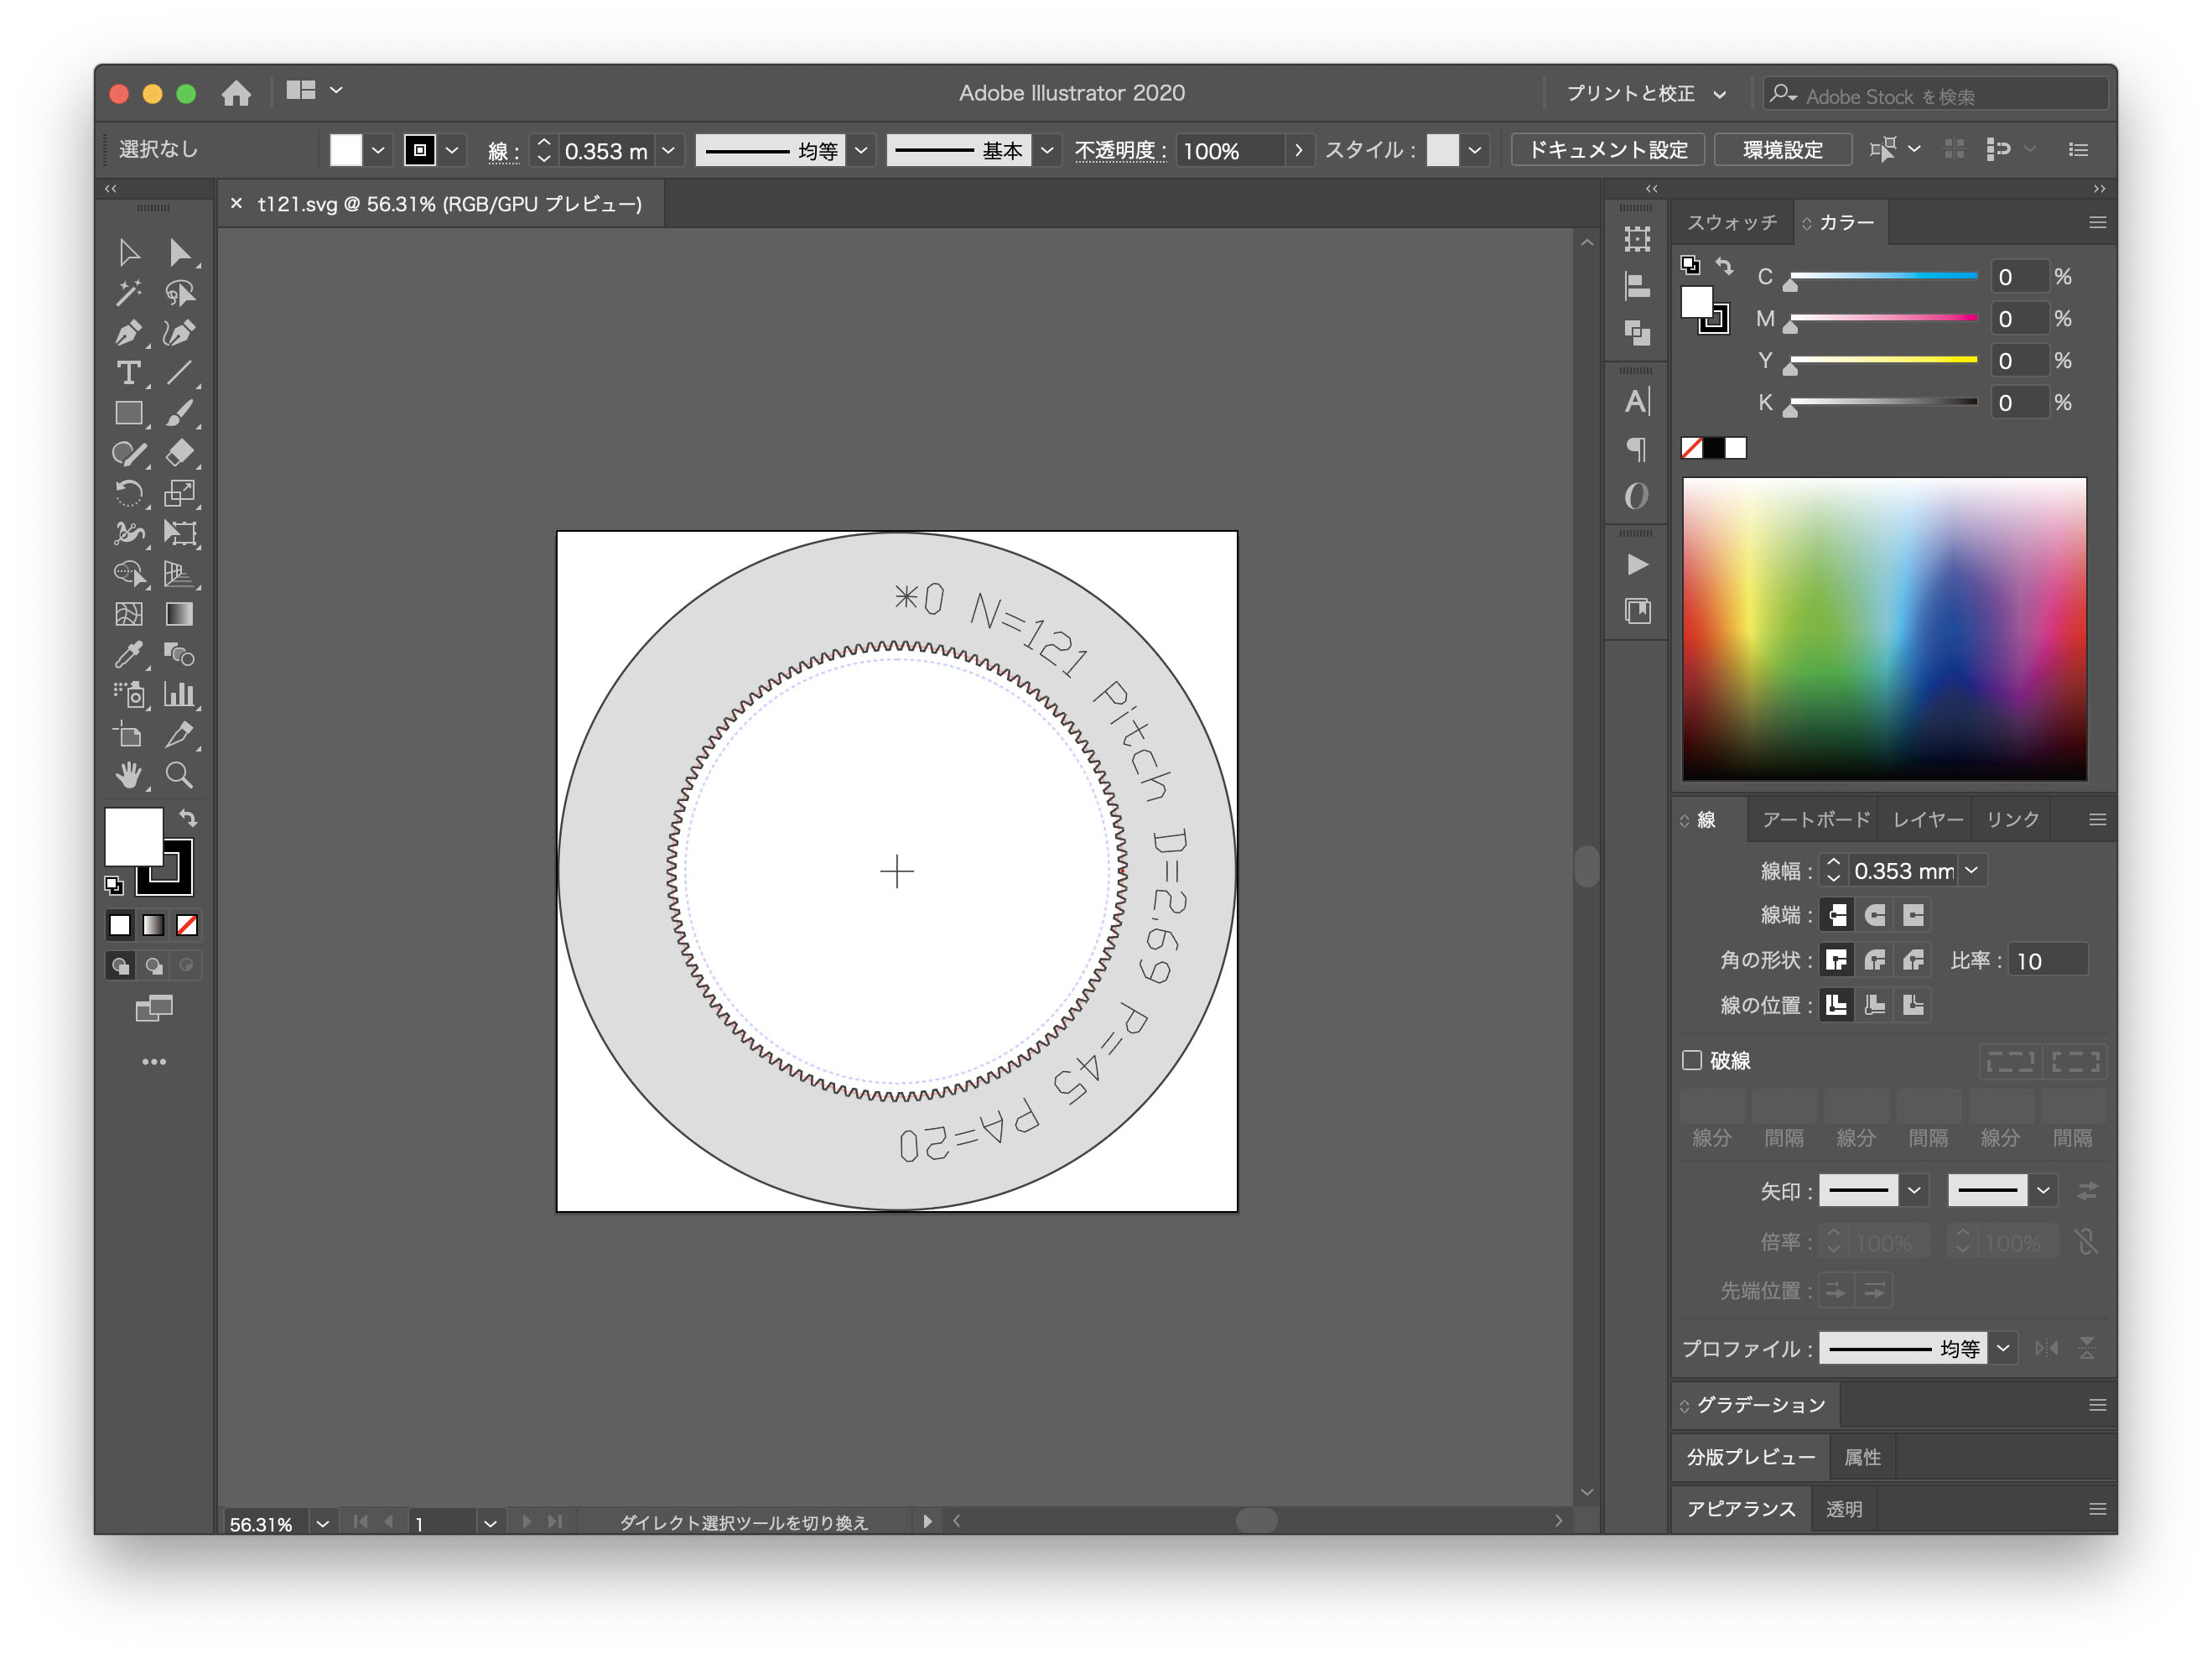 Adobe Illustrator 2020
プリントと校正
Adobe Stock を検索
選択なし
線 :
0.353 m
均等
基本
不透明度 :
100%
スタイル :
ドキュメント設定
環境設定
t121.svg @ 56.31% (RGB/GPU プレビュー)
*0 N=121 Pitch D=2.69 P=45 PA=20
56.31%
1
ダイレクト選択ツールを切り換え
スウォッチ
カラー
C 0 %
M 0 %
Y 0 %
K 0 %
線
アートボード
レイヤー
リンク
線幅 : 0.353 mm
線端 :
角の形状 :
比率 : 10
線の位置 :
破線
線分 間隔 線分 間隔 線分 間隔
矢印 :
倍率 : 100% 100%
先端位置 :
プロファイル : 均等
グラデーション
分版プレビュー
属性
アピアランス
透明